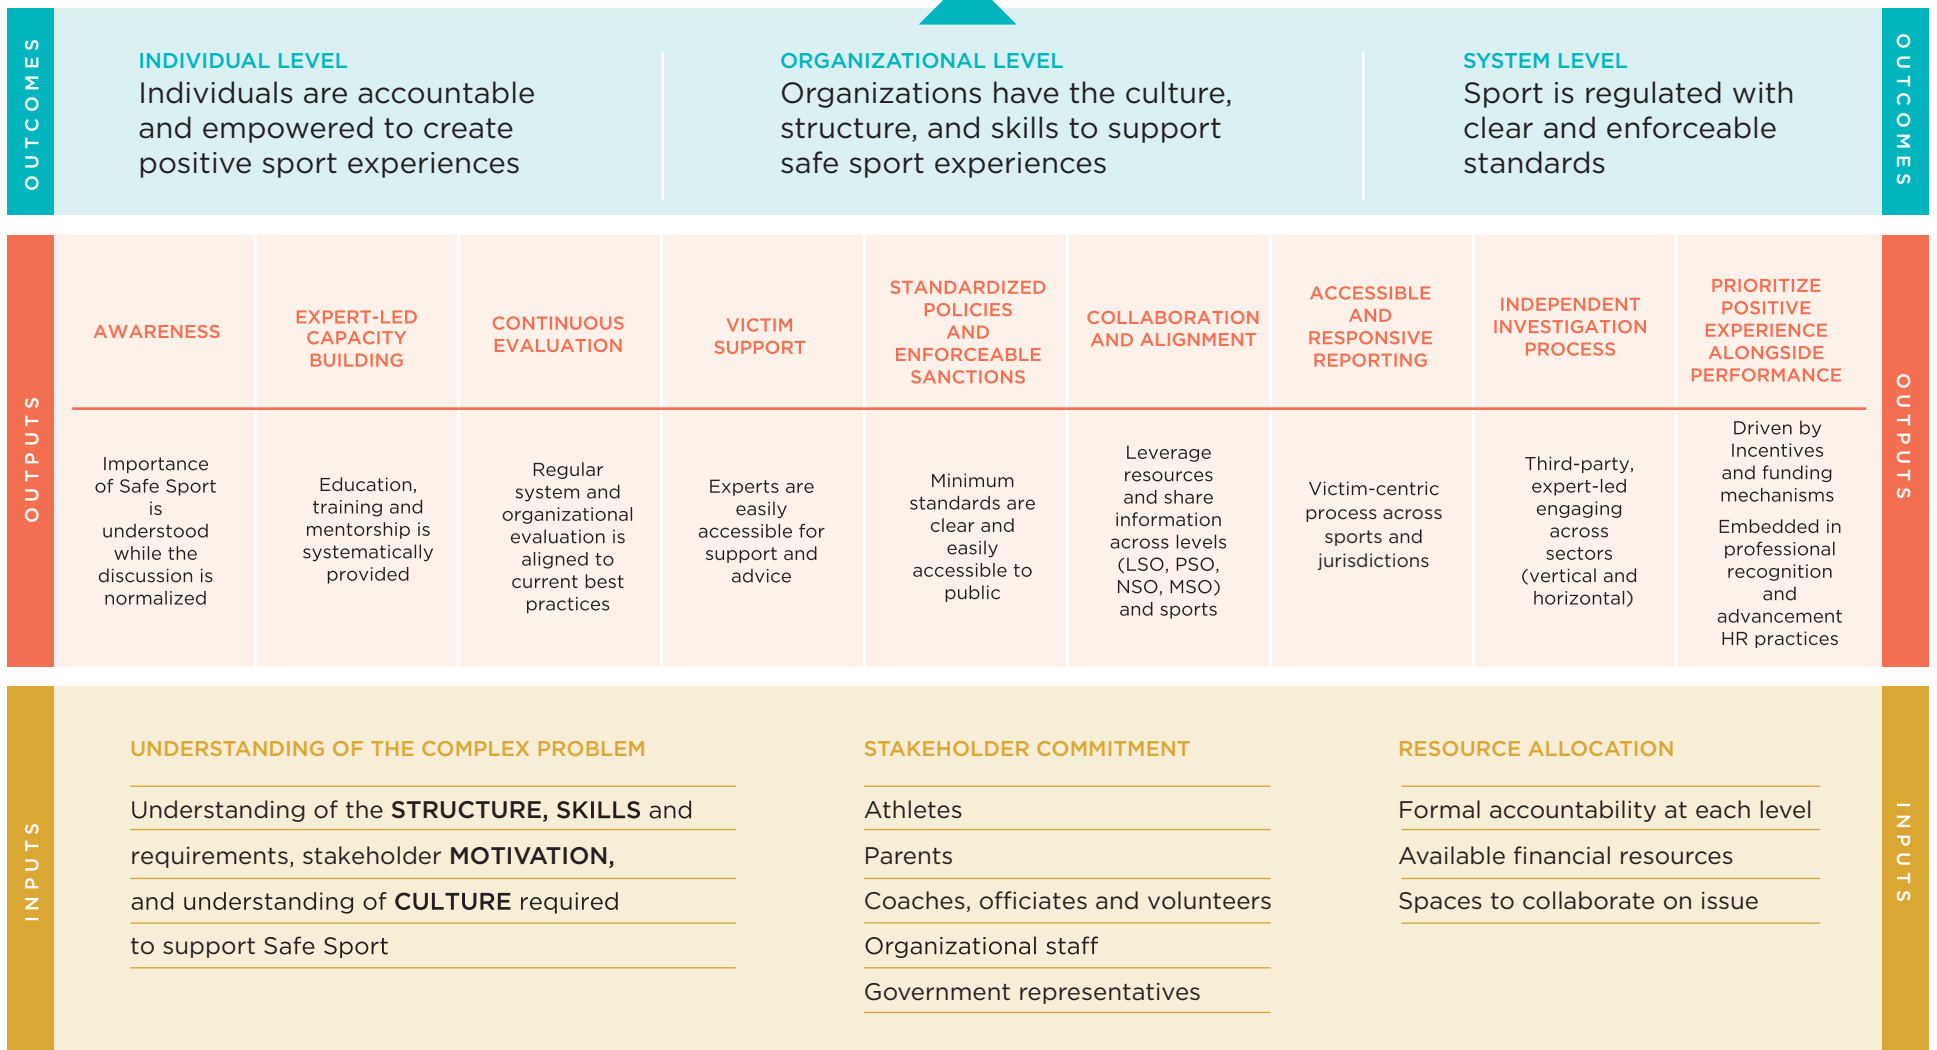 OUTCOMES
INDIVIDUAL LEVEL
Individuals are accountable
and empowered to create
positive sport experiences
ORGANIZATIONAL LEVEL
Organizations have the culture,
structure, and skills to support
safe sport experiences
SYSTEM LEVEL
Sport is regulated with
clear and enforceable
standards
OUTCOMES
OUTPUTS
AWARENESS
Importance
of Safe Sport
is
understood
while the
discussion is
normalized
EXPERT-LED
CAPACITY
BUILDING
Education,
training and
mentorship is
systematically
provided
CONTINUOUS
EVALUATION
Regular
system and
organizational
evaluation is
aligned to
current best
practices
VICTIM
SUPPORT
Experts are
easily
accessible for
support and
advice
STANDARDIZED
POLICIES
AND
ENFORCEABLE
SANCTIONS
Minimum
standards are
clear and
easily
accessible to
public
COLLABORATION
AND ALIGNMENT
Leverage
resources
and share
information
across levels
(LSO, PSO,
NSO, MSO)
and sports
ACCESSIBLE
AND
RESPONSIVE
REPORTING
Victim-centric
process across
sports and
jurisdictions
INDEPENDENT
INVESTIGATION
PROCESS
Third-party,
expert-led
engaging
across
sectors
(vertical and
horizontal)
PRIORITIZE
POSITIVE
EXPERIENCE
ALONGSIDE
PERFORMANCE
Driven by
Incentives
and funding
mechanisms
Embedded in
professional
recognition
and
advancement
HR practices
OUTPUTS
INPUTS
UNDERSTANDING OF THE COMPLEX PROBLEM
Understanding of the STRUCTURE, SKILLS and
requirements, stakeholder MOTIVATION,
and understanding of CULTURE required
to support Safe Sport
STAKEHOLDER COMMITMENT
Athletes
Parents
Coaches, officiates and volunteers
Organizational staff
Government representatives
RESOURCE ALLOCATION
Formal accountability at each level
Available financial resources
Spaces to collaborate on issue
INPUTS